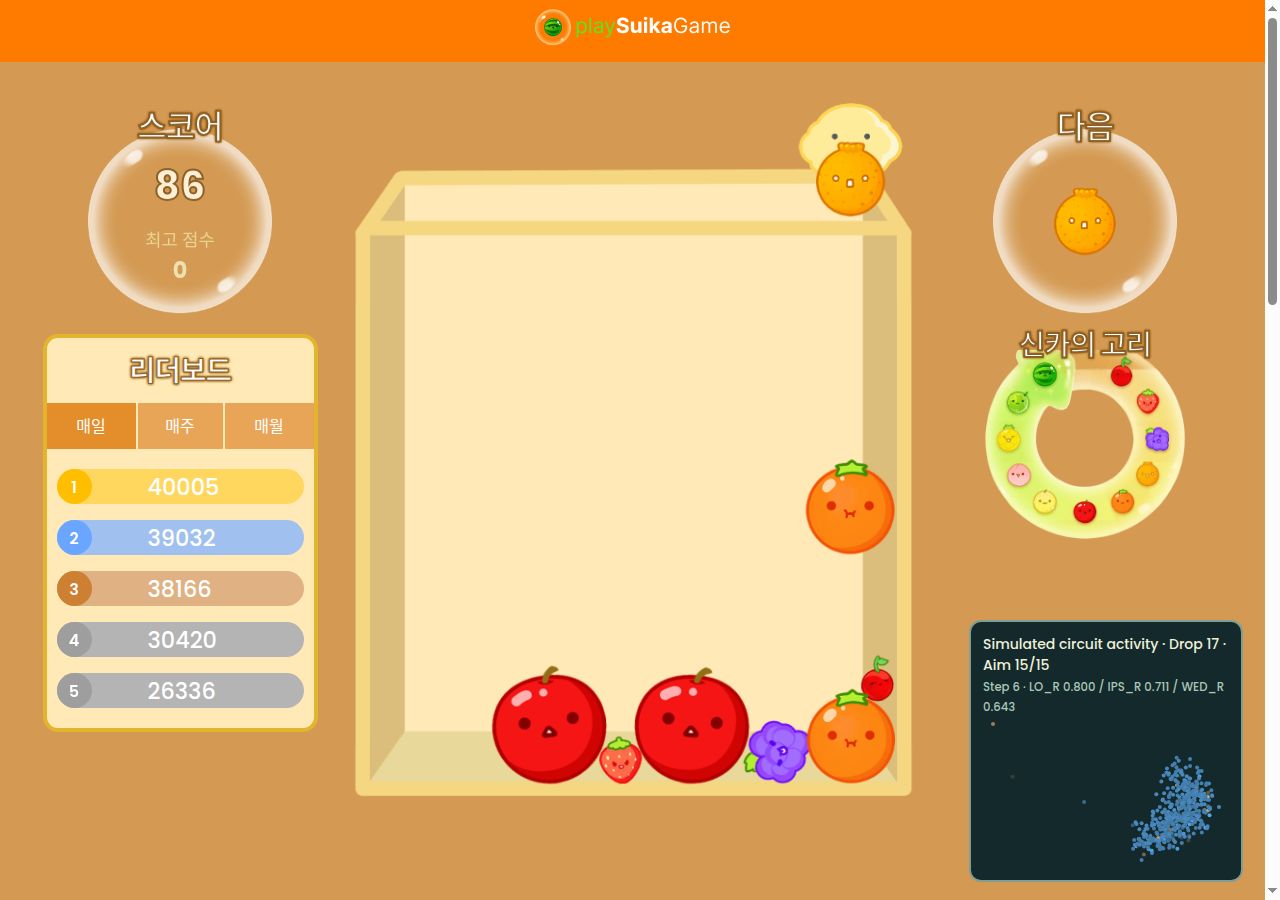 playSuikaGame
스코어
86
최고 점수
0
리더보드
매일 매주 매월
1 40005
2 39032
3 38166
4 30420
5 26336
다음
신카의 고리
Simulated circuit activity · Drop 17 ·
Aim 15/15
Step 6 · LO_R 0.800 / IPS_R 0.711 / WED_R
0.643